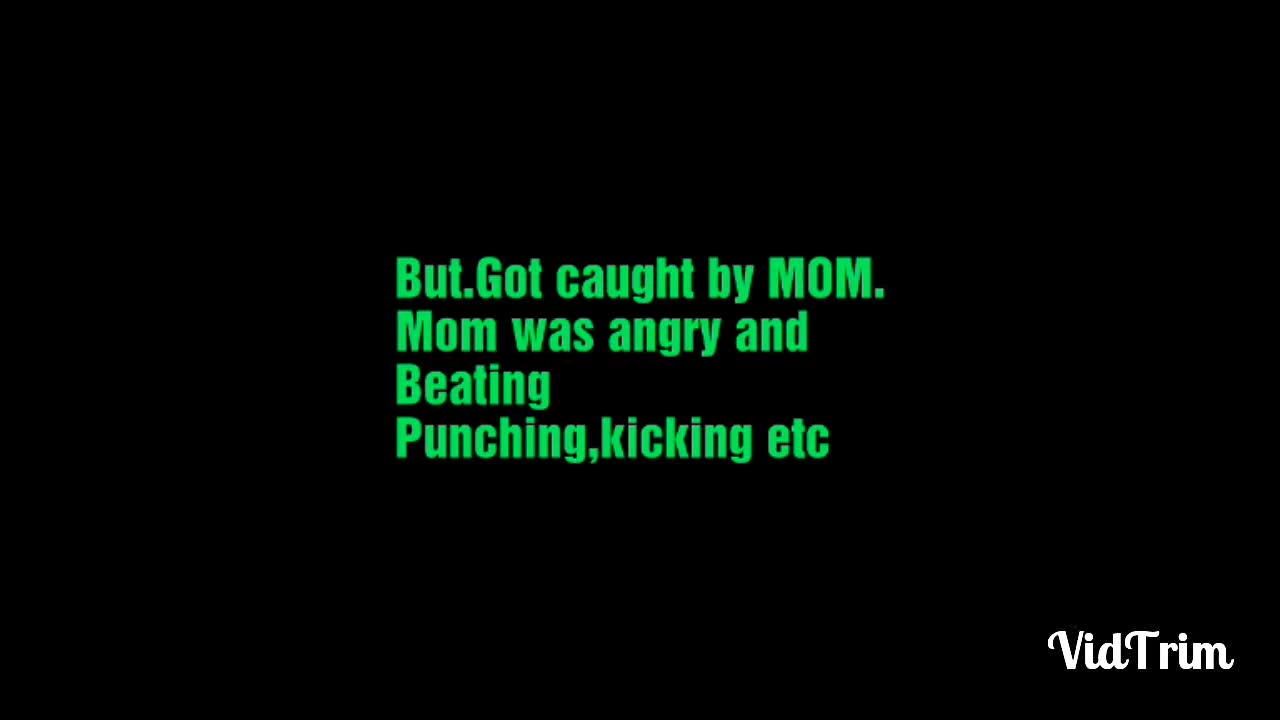 But.Got caught by MOM.
Mom was angry and
Beating
Punching,kicking etc
VidTrim